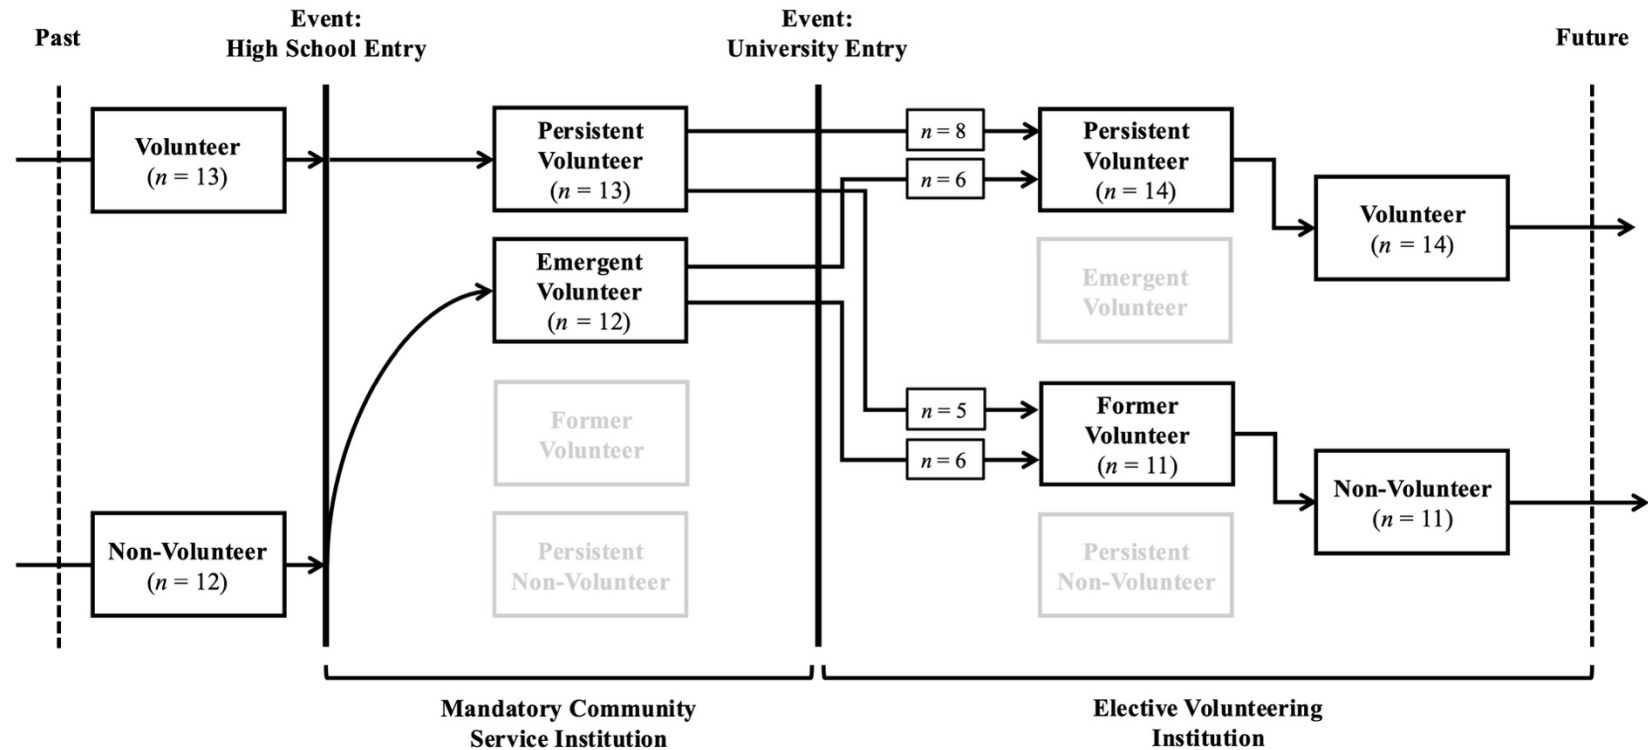 Past
Event:
High School Entry
Event:
University Entry
Future
Volunteer
(n = 13)
Non-Volunteer
(n = 12)
Persistent
Volunteer
(n = 13)
Emergent
Volunteer
(n = 12)
Former
Volunteer
Persistent
Non-Volunteer
n = 8
n = 6
n = 5
n = 6
Persistent
Volunteer
(n = 14)
Emergent
Volunteer
Former
Volunteer
(n = 11)
Persistent
Non-Volunteer
Volunteer
(n = 14)
Non-Volunteer
(n = 11)
Mandatory Community
Service Institution
Elective Volunteering
Institution